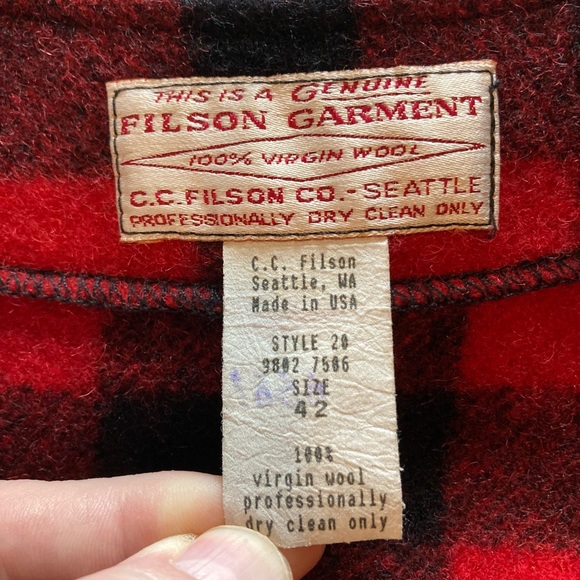 THIS IS A GENUINE
FILSON GARMENT
100% VIRGIN WOOL
C.C. FILSON CO. - SEATTLE
PROFESSIONALLY DRY CLEAN ONLY
C.C. Filson
Seattle, WA
Made in USA
STYLE 20
9802 7506
SIZE
42
100%
virgin wool
professionally
dry clean only